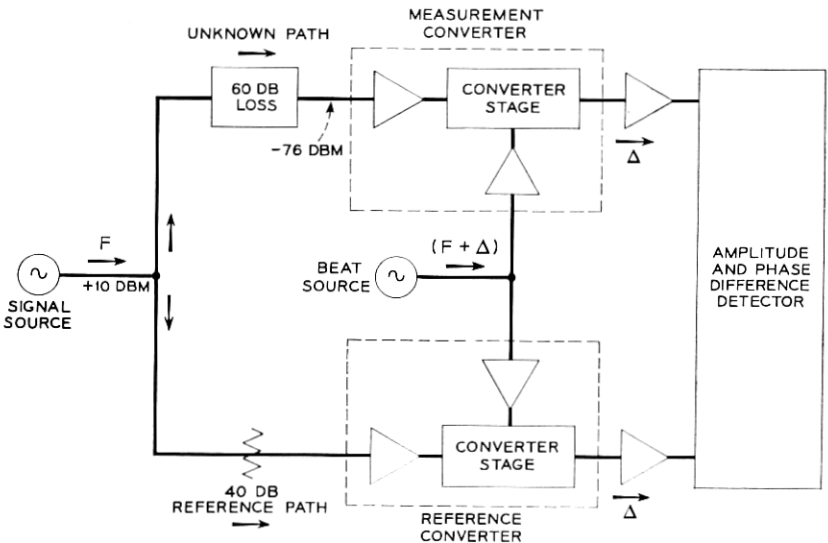 MEASUREMENT
CONVERTER
UNKNOWN PATH
60 DB
LOSS
-76 DBM
CONVERTER
STAGE
Δ
F
+10 DBM
SIGNAL
SOURCE
BEAT
SOURCE
(F + Δ)
AMPLITUDE
AND PHASE
DIFFERENCE
DETECTOR
40 DB
REFERENCE PATH
CONVERTER
STAGE
Δ
REFERENCE
CONVERTER